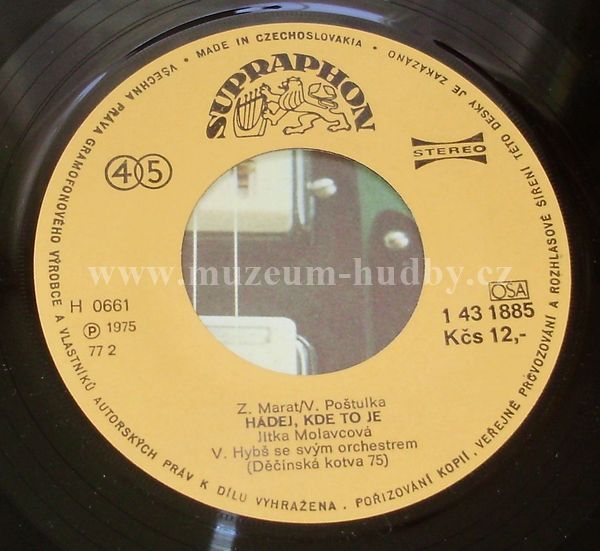 VŠECHNA PRÁVA GRAMOFONOVÉHO VÝROBCE A VLASTNÍKŮ AUTORSKÝCH PRÁV K DÍLU VYHRAŽENA. POŘIZOVÁNÍ KOPIÍ, VEŘEJNÉ PROVOZOVÁNÍ A ROZHLASOVÉ ŠÍŘENÍ TÉTO DESKY JE ZAKÁZÁNO
• MADE IN CZECHOSLOVAKIA •
SUPRAPHON
45
STEREO
www.muzeum-hudby.cz
H 0661
Ⓟ 1975
77 2
OSA
1 43 1885
Kčs 12,-
Z. Marat/V. Poštulka
HÁDEJ, KDE TO JE
Jitka Molavcová
V. Hybš se svým orchestrem
(Děčínská kotva 75)